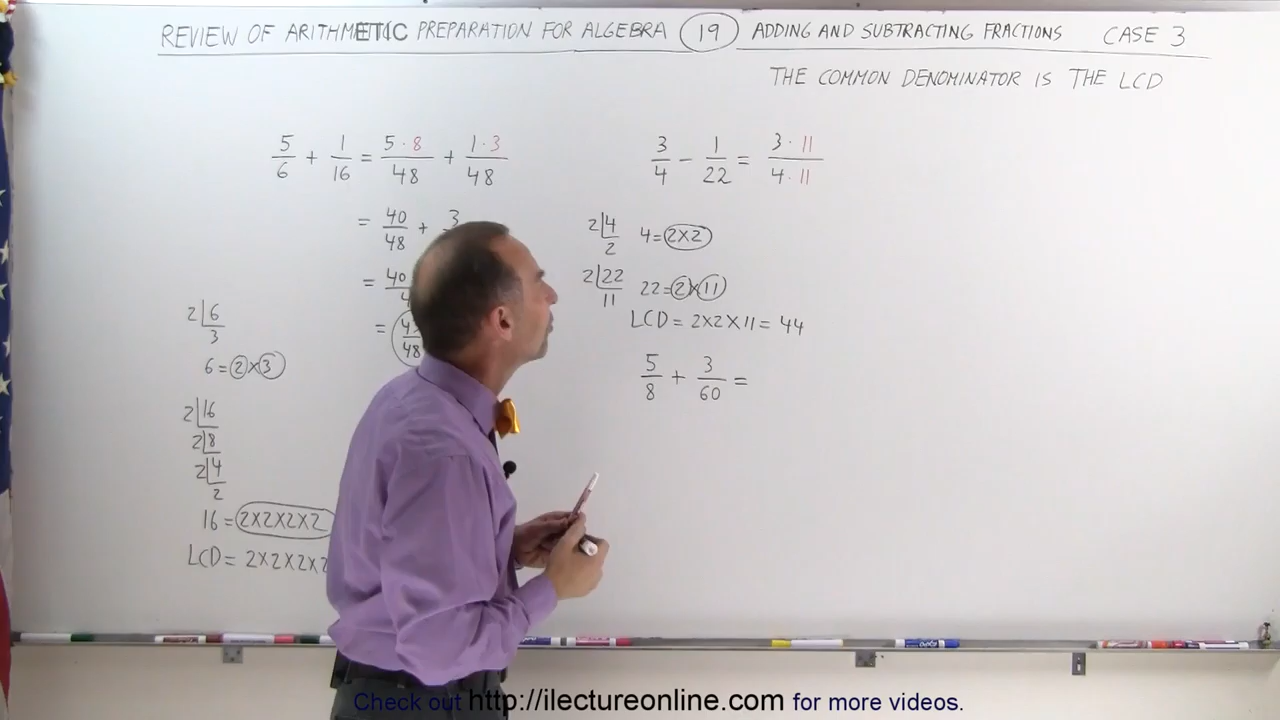 REVIEW OF ARITHMETIC PREPARATION FOR ALGEBRA 19 ADDING AND SUBTRACTING FRACTIONS CASE 3
THE COMMON DENOMINATOR IS THE LCD
5/6 + 1/16 = 5·8/48 + 1·3/48
= 40/48 + 3
= 40
=
2|6
3
6=2×3
2|16
2|8
2|4
2
16=2×2×2×2
LCD= 2×2×2×2
3/4 - 1/22 = 3·11/4·11
2|4
2
4=2×2
2|22
11
22=2×11
LCD = 2×2×11 = 44
5/8 + 3/60 =
Check out http://ilectureonline.com for more videos.